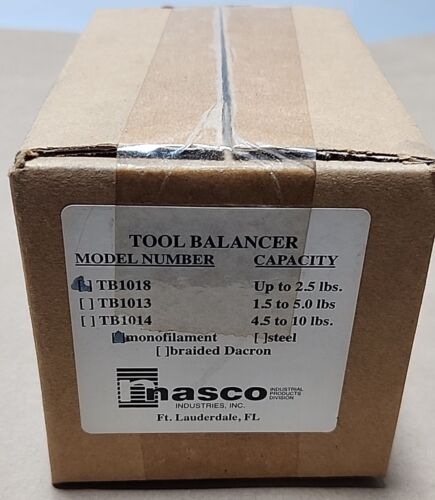 TOOL BALANCER
MODEL NUMBER CAPACITY
[ ] TB1018 Up to 2.5 lbs.
[ ] TB1013 1.5 to 5.0 lbs.
[ ] TB1014 4.5 to 10 lbs.
[ ]monofilament [ ]steel
[ ]braided Dacron
nasco INDUSTRIAL PRODUCTS DIVISION
INDUSTRIES, INC.
Ft. Lauderdale, FL